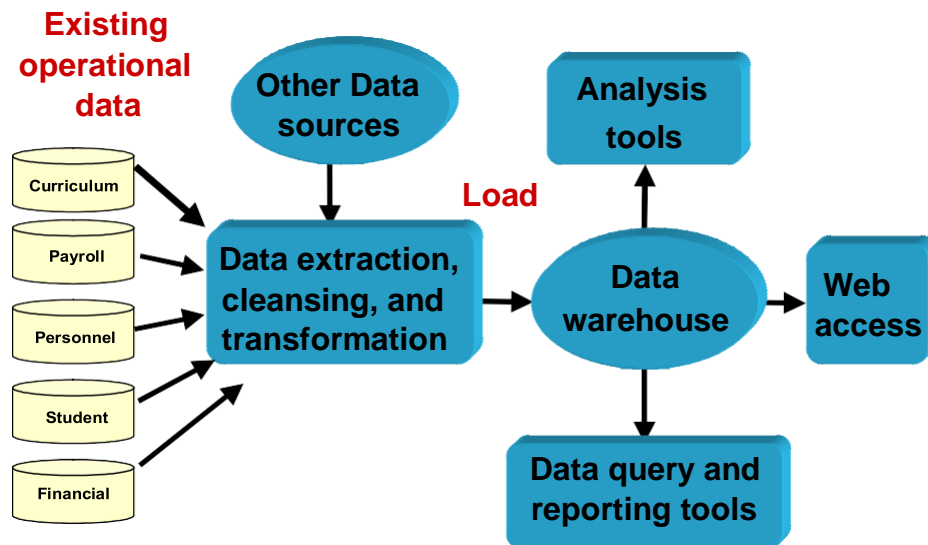 Existing
operational
data
Other Data
sources
Analysis
tools
Curriculum
Payroll
Personnel
Student
Financial
Load
Data extraction,
cleansing, and
transformation
Data
warehouse
Web
access
Data query and
reporting tools